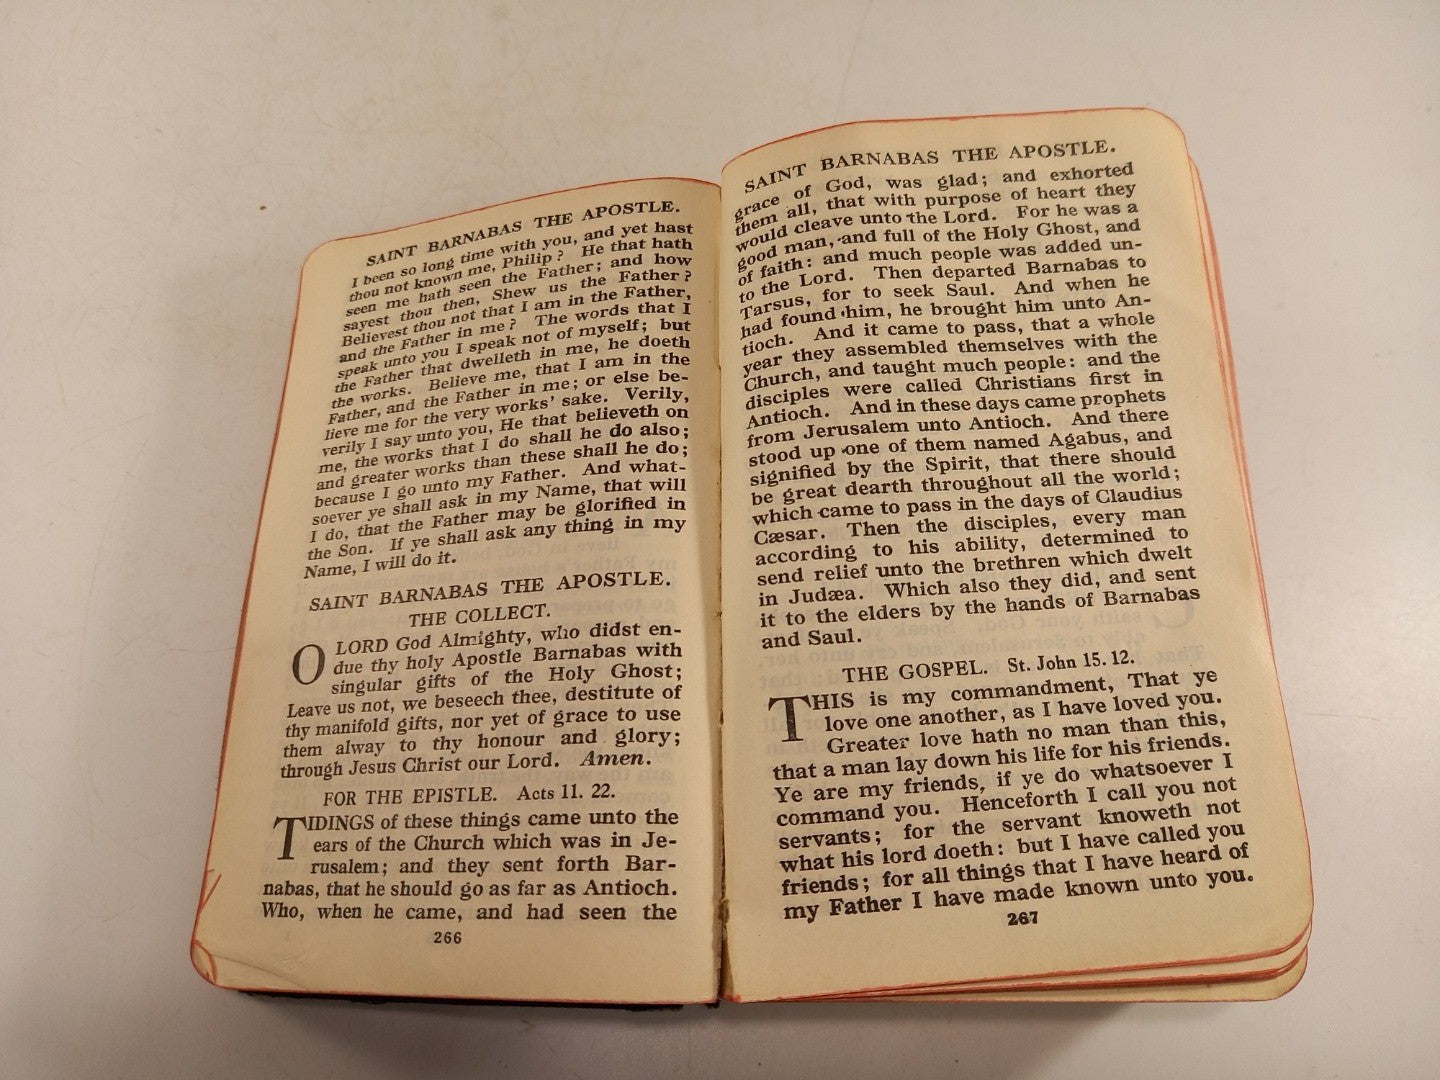 SAINT BARNABAS THE APOSTLE.
I been so long time with you, and yet hast
thou not known me, Philip? He that hath
seen me hath seen the Father; and how
sayest thou then, Shew us the Father?
Believest thou not that I am in the Father,
and the Father in me? The words that I
speak unto you I speak not of myself; but
the Father that dwelleth in me, he doeth
the works. Believe me, that I am in the
Father, and the Father in me; or else be-
lieve me for the very works' sake. Verily,
verily I say unto you, He that believeth on
me, the works that I do shall he do also;
and greater works than these shall he do;
because I go unto my Father. And what-
soever ye shall ask in my Name, that will
I do, that the Father may be glorified in
the Son. If ye shall ask any thing in my
Name, I will do it.
SAINT BARNABAS THE APOSTLE.
THE COLLECT.
O LORD God Almighty, who didst en-
due thy holy Apostle Barnabas with
singular gifts of the Holy Ghost;
Leave us not, we beseech thee, destitute of
thy manifold gifts, nor yet of grace to use
them alway to thy honour and glory;
through Jesus Christ our Lord. Amen.
FOR THE EPISTLE. Acts 11. 22.
TIDINGS of these things came unto the
ears of the Church which was in Je-
rusalem; and they sent forth Bar-
nabas, that he should go as far as Antioch.
Who, when he came, and had seen the
266
SAINT BARNABAS THE APOSTLE.
grace of God, was glad; and exhorted
them all, that with purpose of heart they
would cleave unto the Lord. For he was a
good man, and full of the Holy Ghost, and
of faith: and much people was added un-
to the Lord. Then departed Barnabas to
Tarsus, for to seek Saul. And when he
had found him, he brought him unto An-
tioch. And it came to pass, that a whole
year they assembled themselves with the
Church, and taught much people: and the
disciples were called Christians first in
Antioch. And in these days came prophets
from Jerusalem unto Antioch. And there
stood up one of them named Agabus, and
signified by the Spirit, that there should
be great dearth throughout all the world;
which came to pass in the days of Claudius
Cæsar. Then the disciples, every man
according to his ability, determined to
send relief unto the brethren which dwelt
in Judæa. Which also they did, and sent
it to the elders by the hands of Barnabas
and Saul.
THE GOSPEL. St. John 15. 12.
THIS is my commandment, That ye
love one another, as I have loved you.
Greater love hath no man than this,
that a man lay down his life for his friends.
Ye are my friends, if ye do whatsoever I
command you. Henceforth I call you not
servants; for the servant knoweth not
what his lord doeth: but I have called you
friends; for all things that I have heard of
my Father I have made known unto you.
267